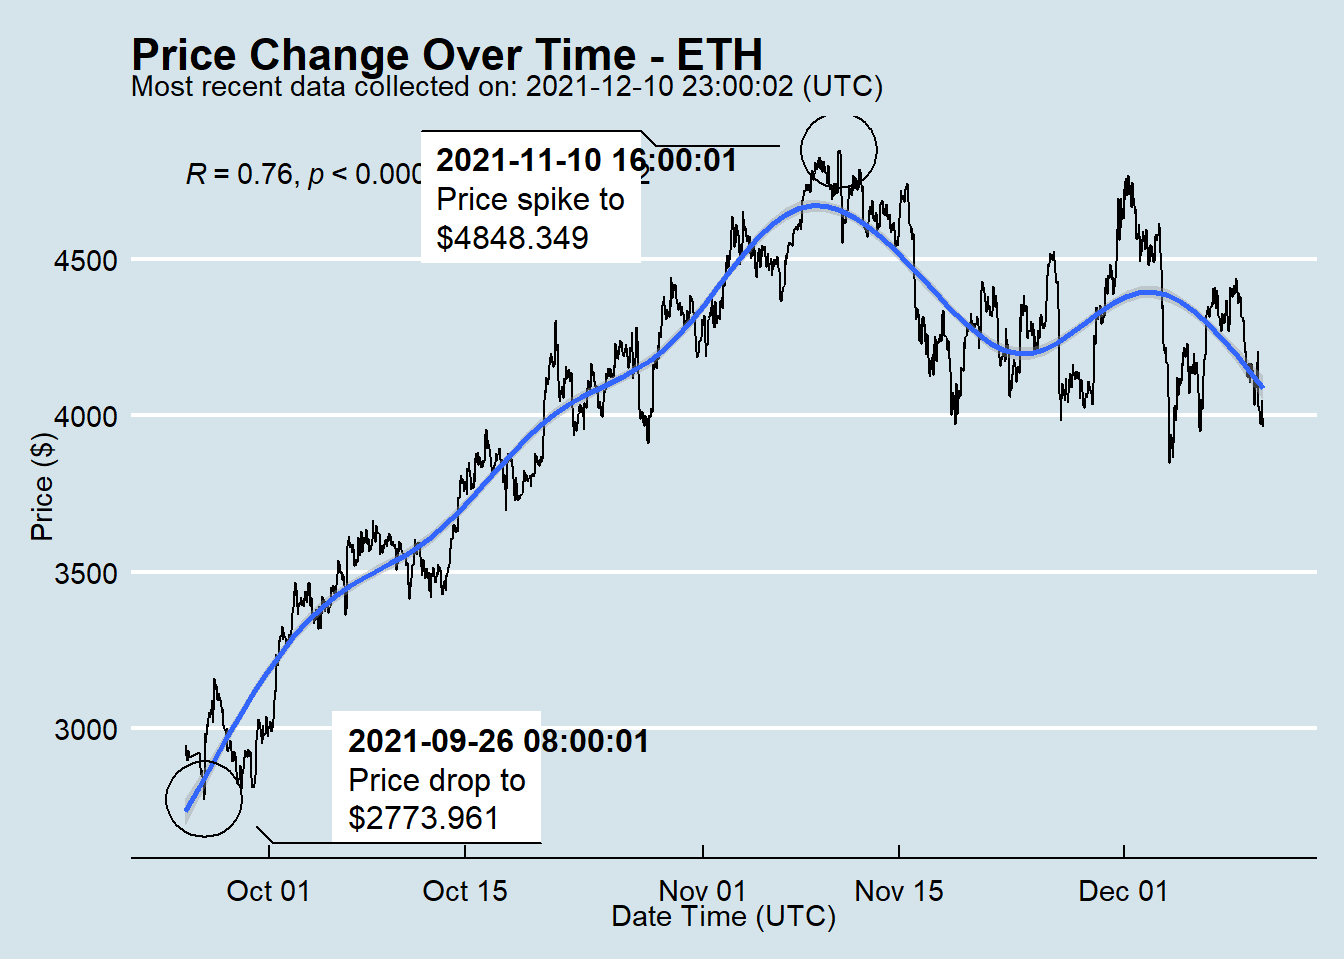 Price Change Over Time - ETH
Most recent data collected on: 2021-12-10 23:00:02 (UTC)
R = 0.76, p < 0.000
2021-11-10 16:00:01
Price spike to
$4848.349
4500
4000
3500
3000
Price ($)
2021-09-26 08:00:01
Price drop to
$2773.961
Oct 01 Oct 15 Nov 01 Nov 15 Dec 01
Date Time (UTC)